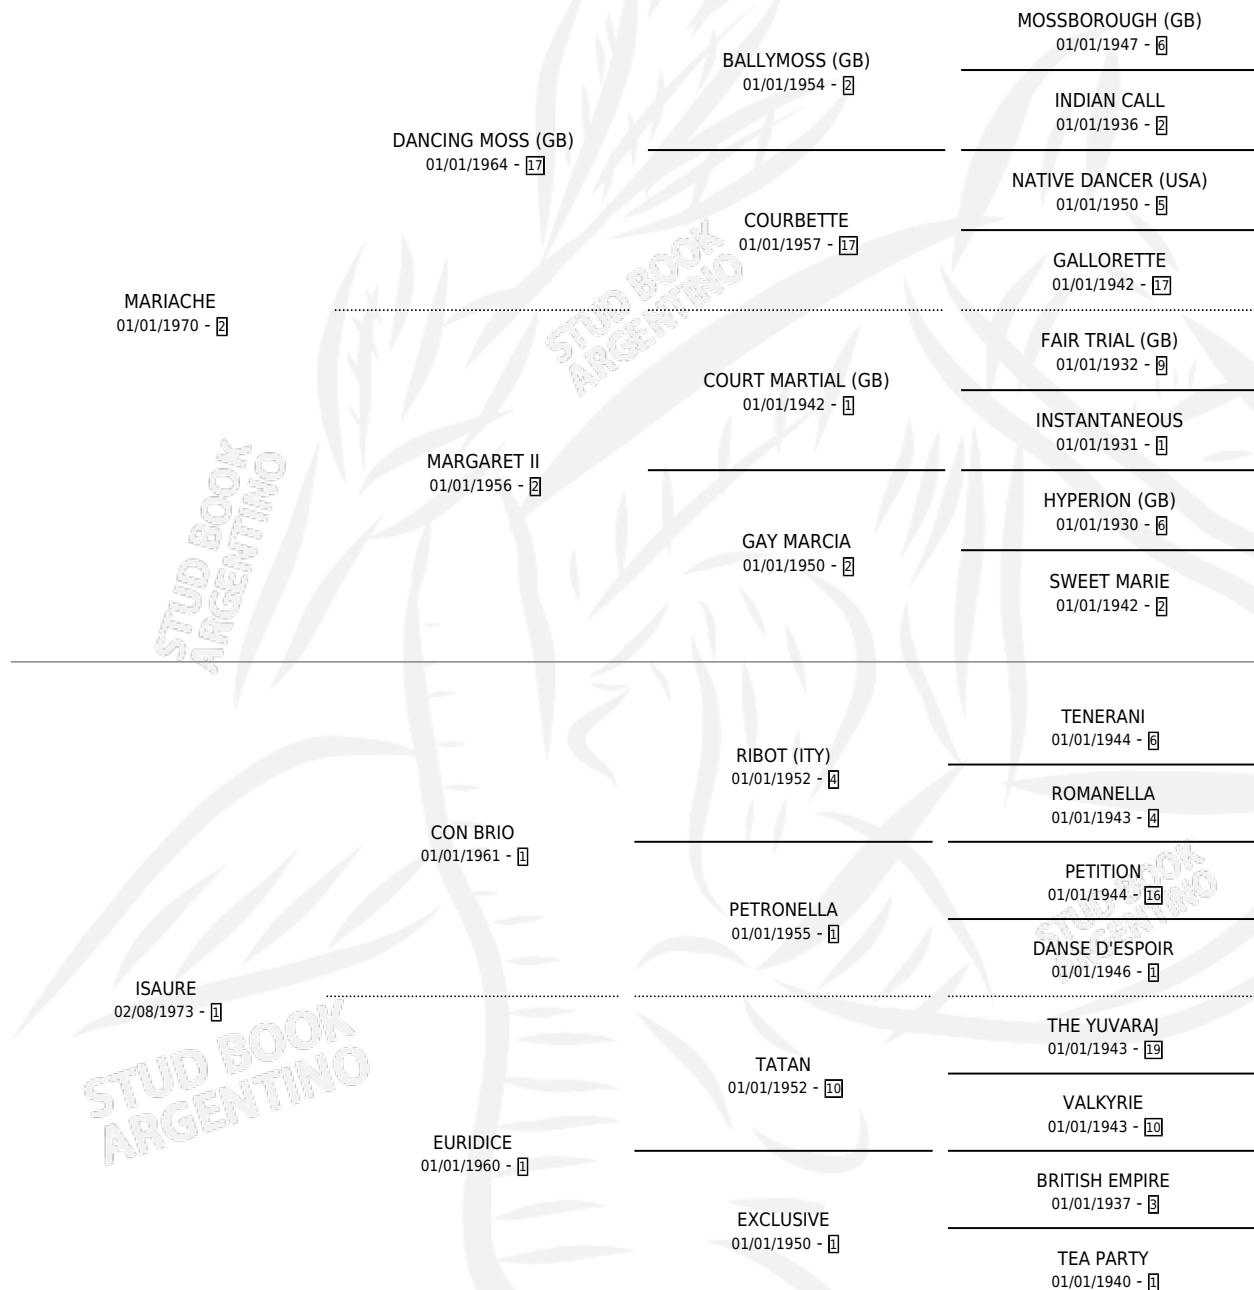 MOSSBOROUGH (GB)
01/01/1947 - 6
BALLYMOSS (GB)
01/01/1954 - 2
INDIAN CALL
01/01/1936 - 2
DANCING MOSS (GB)
01/01/1964 - 17
NATIVE DANCER (USA)
01/01/1950 - 5
COURBETTE
01/01/1957 - 17
GALLORETTE
01/01/1942 - 17
MARIACHE
01/01/1970 - 2
STUD BOOK
ARGENTINO
FAIR TRIAL (GB)
01/01/1932 - 9
COURT MARTIAL (GB)
01/01/1942 - 1
INSTANTANEOUS
01/01/1931 - 1
MARGARET II
01/01/1956 - 2
HYPERION (GB)
01/01/1930 - 6
GAY MARCIA
01/01/1950 - 2
SWEET MARIE
01/01/1942 - 2
STUD BOOK
ARGENTINO
TENERANI
01/01/1944 - 6
RIBOT (ITY)
01/01/1952 - 4
ROMANELLA
01/01/1943 - 4
CON BRIO
01/01/1961 - 1
PETITION
01/01/1944 - 16
PETRONELLA
01/01/1955 - 1
DANSE D'ESPOIR
01/01/1946 - 1
STUD BOOK
ARGENTINO
ISAURE
02/08/1973 - 1
THE YUVARAJ
01/01/1943 - 19
TATAN
01/01/1952 - 10
VALKYRIE
01/01/1943 - 10
STUD BOOK
ARGENTINO
EURIDICE
01/01/1960 - 1
BRITISH EMPIRE
01/01/1937 - 3
EXCLUSIVE
01/01/1950 - 1
TEA PARTY
01/01/1940 - 1